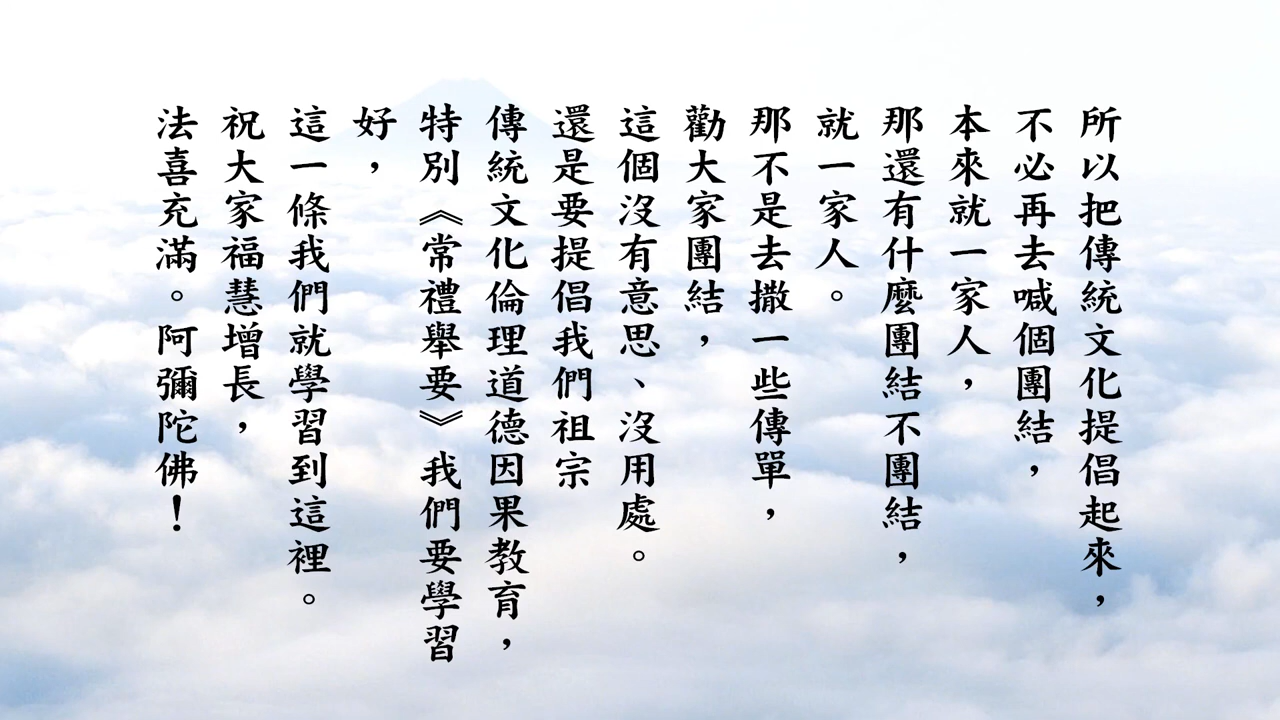 所以把傳統文化提倡起來，
不必再去喊個團結，
本來就一家人，
那還有什麼團結不團結，
就一家人。
那不是去撒一些傳單，
勸大家團結，
這個沒有意思、沒用處。
還是要提倡我們祖宗
傳統文化倫理道德因果教育，
特別《常禮舉要》我們要學習
好，
這一條我們就學習到這裡。
祝大家福慧增長，
法喜充滿。阿彌陀佛！